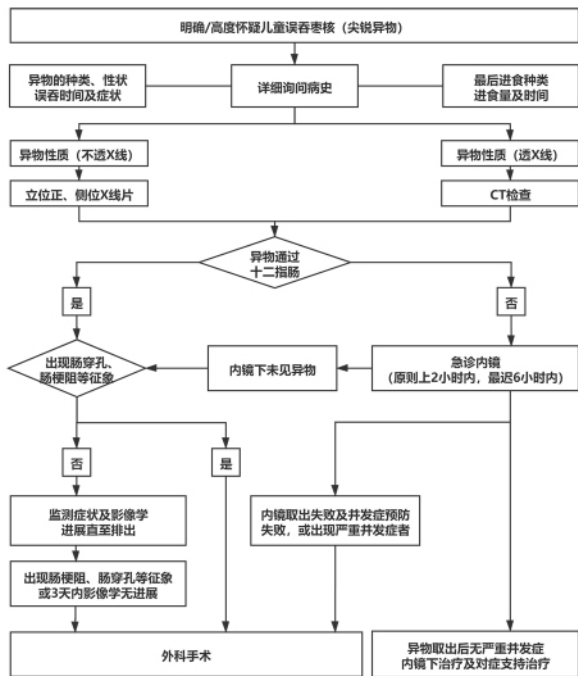 明确/高度怀疑儿童误吞枣核（尖锐异物）
异物的种类、性状
误吞时间及症状
详细询问病史
最后进食种类
进食量及时间
异物性质（不透X线）
异物性质（透X线）
立位正、侧位X线片
CT检查
异物通过
十二指肠
是
否
出现肠穿孔、
肠梗阻等征象
内镜下未见异物
急诊内镜
（原则上2小时内，最迟6小时内）
否
是
监测症状及影像学
进展直至排出
内镜取出失败及并发症预防
失败，或出现严重并发症者
出现肠梗阻、肠穿孔等征象
或3天内影像学无进展
外科手术
异物取出后无严重并发症
内镜下治疗及对症支持治疗